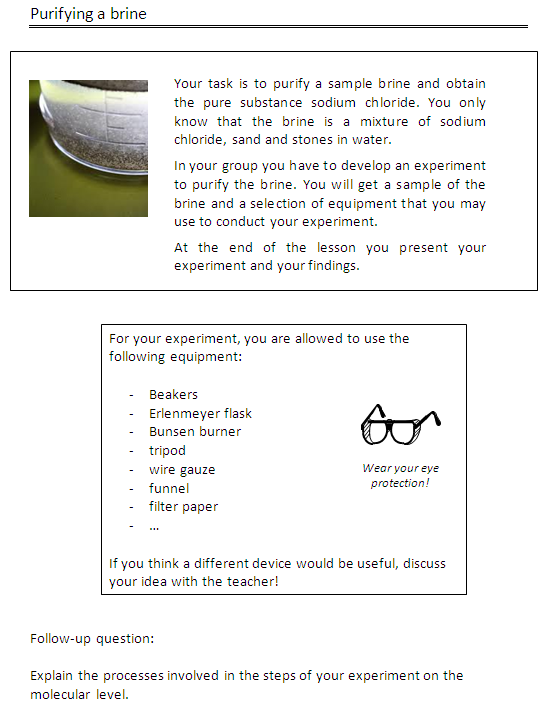 Purifying a brine
Your task is to purify a sample brine and obtain
the pure substance sodium chloride. You only
know that the brine is a mixture of sodium
chloride, sand and stones in water.
In your group you have to develop an experiment
to purify the brine. You will get a sample of the
brine and a selection of equipment that you may
use to conduct your experiment.
At the end of the lesson you present your
experiment and your findings.
For your experiment, you are allowed to use the
following equipment:
- Beakers
- Erlenmeyer flask
- Bunsen burner
- tripod
- wire gauze
- funnel
- filter paper
- ...
Wear your eye
protection!
If you think a different device would be useful, discuss
your idea with the teacher!
Follow-up question:
Explain the processes involved in the steps of your experiment on the
molecular level.